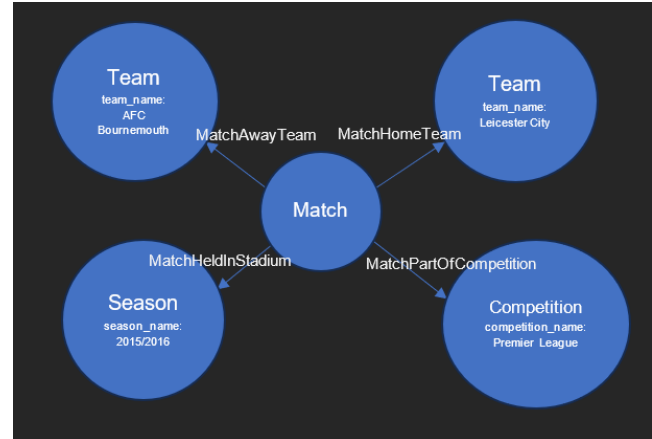 Team
team_name:
AFC
Bournemouth
Team
team_name:
Leicester City
MatchAwayTeam
MatchHomeTeam
Match
MatchHeldInStadium
MatchPartOfCompetition
Season
season_name:
2015/2016
Competition
competition_name:
Premier League